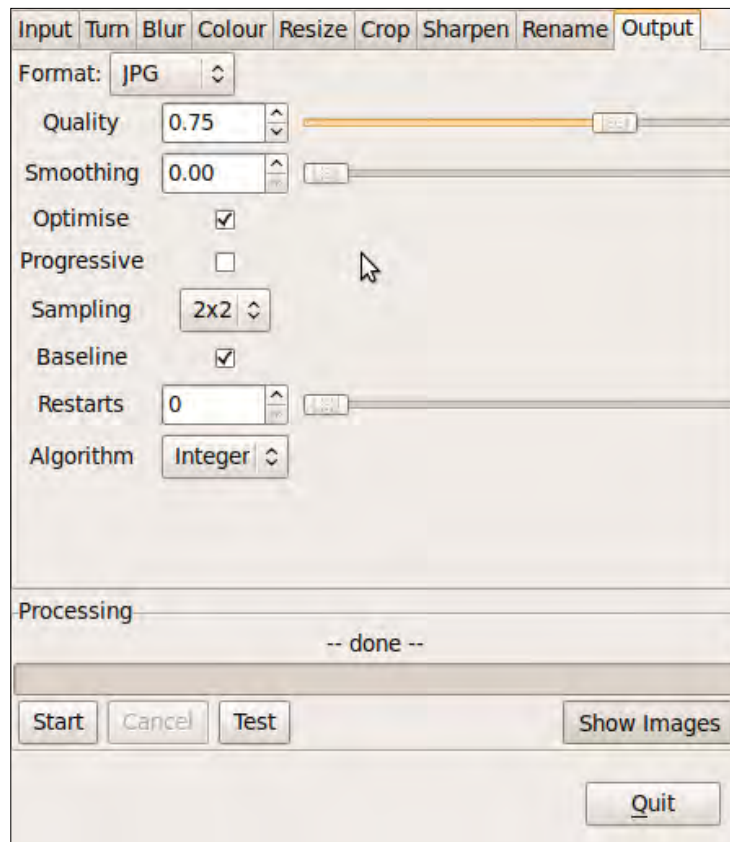 Input Turn Blur Colour Resize Crop Sharpen Rename Output
Format: JPG
Quality 0.75
Smoothing 0.00
Optimise
Progressive
Sampling 2x2
Baseline
Restarts 0
Algorithm Integer
Processing
-- done --
Start Cancel Test Show Images
Quit